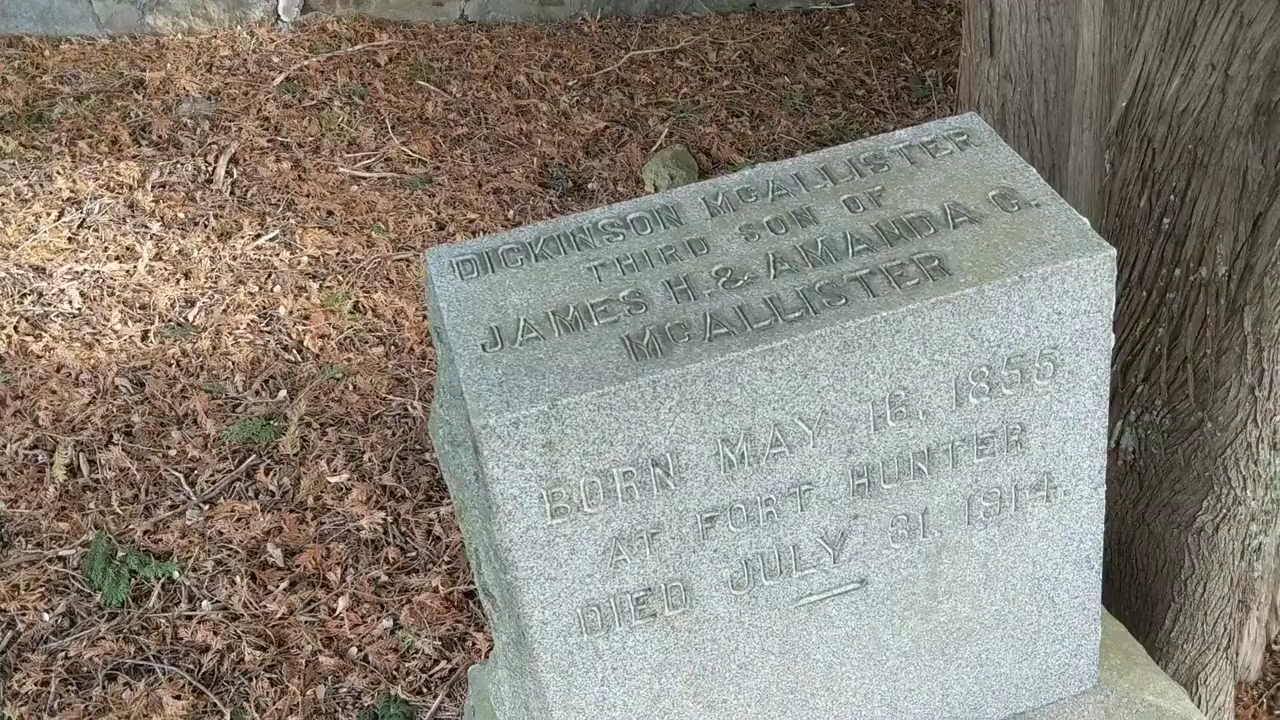 DICKINSON MCALLISTER
THIRD SON OF
JAMES H. & AMANDA C.
MCALLISTER
BORN MAY 16, 1855.
AT FORT HUNTER
DIED JULY 31, 1914.